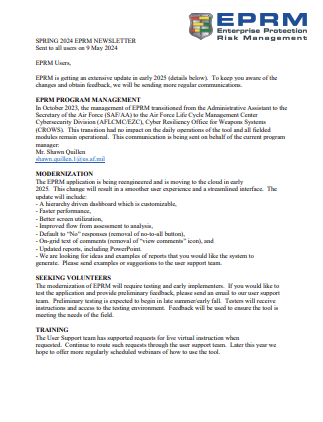 EPRM
Enterprise Protection
Risk Management
SPRING 2024 EPRM NEWSLETTER
Sent to all users on 9 May 2024
EPRM Users,
EPRM is getting an extensive update in early 2025 (details below). To keep you aware of the
changes and obtain feedback, we will be sending more regular communications.
EPRM PROGRAM MANAGEMENT
In October 2023, the management of EPRM transitioned from the Administrative Assistant to the
Secretary of the Air Force (SAF/AA) to the Air Force Life Cycle Management Center
Cybersecurity Division (AFLCMC/EZC), Cyber Resiliency Office for Weapons Systems
(CROWS). This transition had no impact on the daily operations of the tool and all fielded
modules remain operational. This communication is being sent on behalf of the current program
manager:
Mr. Shawn Quillen
shawn.quillen.1@us.af.mil
MODERNIZATION
The EPRM application is being reengineered and is moving to the cloud in early
2025. This change will result in a smoother user experience and a streamlined interface. The
update will include:
- A hierarchy driven dashboard which is customizable,
- Faster performance,
- Better screen utilization,
- Improved flow from assessment to analysis,
- Default to "No" responses (removal of no-to-all button),
- On-grid text of comments (removal of "view comments" icon), and
- Updated reports, including PowerPoint.
- We are looking for ideas and examples of reports that you would like the system to
generate. Please send examples or suggestions to the user support team.
SEEKING VOLUNTEERS
The modernization of EPRM will require testing and early implementers. If you would like to
test the application and provide preliminary feedback, please send an email to our user support
team. Preliminary testing is expected to begin in late summer/early fall. Testers will receive
instructions and access to the testing environment. Feedback will be used to ensure the tool is
meeting the needs of the field.
TRAINING
The User Support team has supported requests for live virtual instruction when
requested. Continue to route such requests through the user support team. Later this year we
hope to offer more regularly scheduled webinars of how to use the tool.